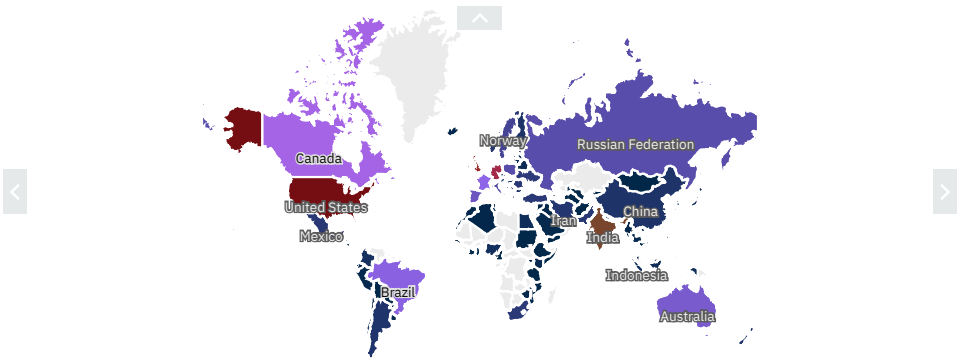 Norway
Russian Federation
Canada
United States
China
Iran
Mexico
India
Indonesia
Brazil
Australia